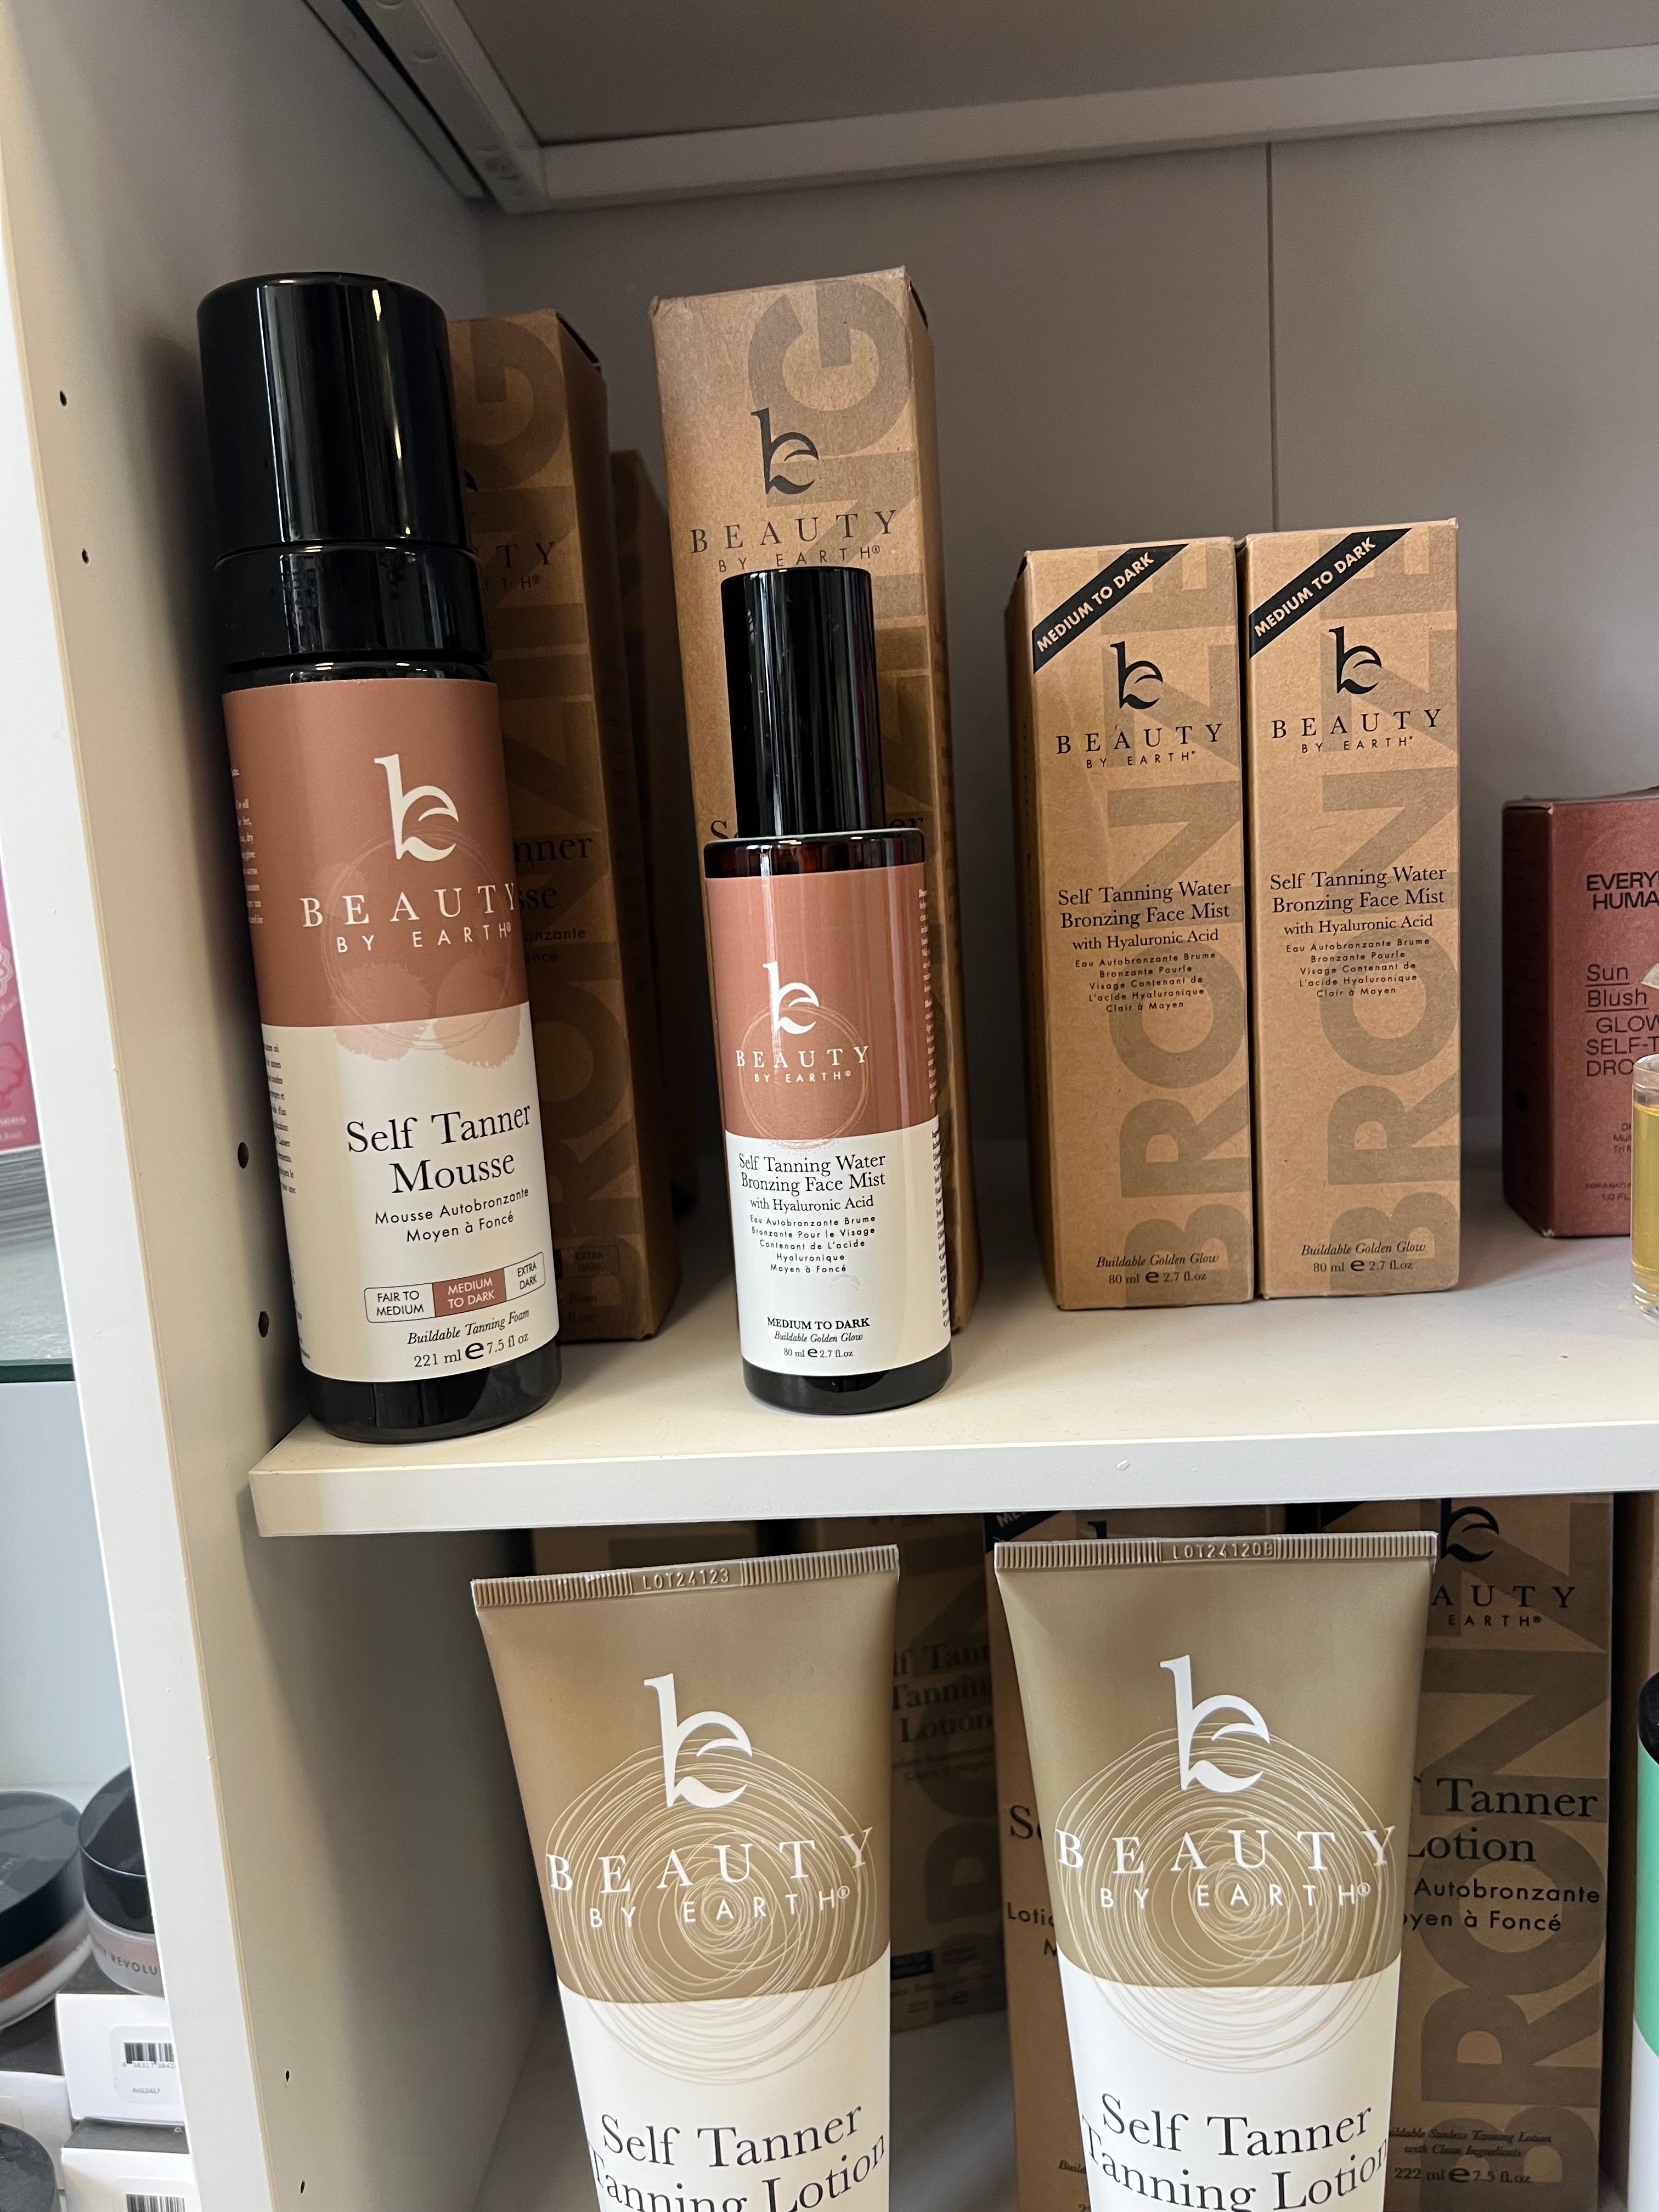 BEAUTY
BY EARTH®
Self Tanner
Mousse
Mousse Autobronzante
Moyen à Foncé
FAIR TO
MEDIUM
MEDIUM
TO DARK
EXTRA
DARK
Buildable Tanning Foam
221 ml e 7.5 fl oz
BEAUTY
BY EARTH®
BEAUTY
BY EARTH®
Self Tanning Water
Bronzing Face Mist
with Hyaluronic Acid
Eau Autobronzante Brume
Bronzante Pour le Visage
Contenant de L'acide
Hyaluronique
Moyen à Foncé
MEDIUM TO DARK
Buildable Golden Glow
80 ml e 2.7 fl.oz
MEDIUM TO DARK
BEAUTY
BY EARTH®
BRONZE
Self Tanning Water
Bronzing Face Mist
with Hyaluronic Acid
Eau Autobronzante Brume
Bronzante Pourle
Visage Contenant de
L'acide Hyaluronique
Clair à Moyen
Buildable Golden Glow
80 ml e 2.7 fl.oz
MEDIUM TO DARK
BEAUTY
BY EARTH®
BRONZE
Self Tanning Water
Bronzing Face Mist
with Hyaluronic Acid
Eau Autobronzante Brume
Bronzante Pourle
Visage Contenant de
L'acide Hyaluronique
Clair à Moyen
Buildable Golden Glow
80 ml e 2.7 fl.oz
Sun
Blush
LOT24123
BEAUTY
BY EARTH®
Self Tanner
Tanning Lotion
BEAUTY
BY EARTH®
Self Tanner
Tanning Lotion
Tanner
Lotion
Autobronzante
à Foncé
Sunless Tanning Lotion
with Clean Ingredients
222 ml e 7.5 fl.oz